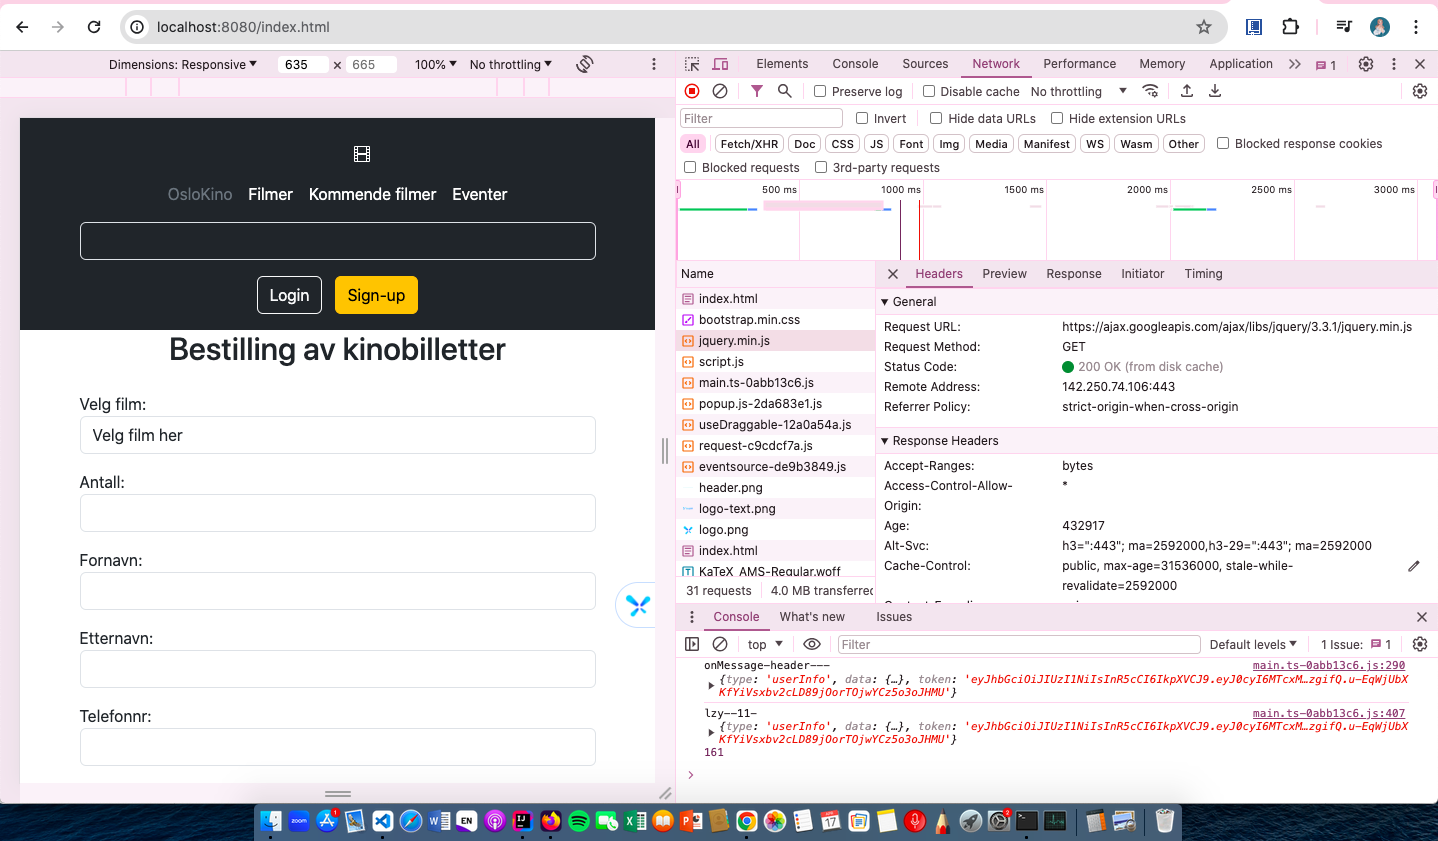 localhost:8080/index.html
Dimensions: Responsive 635 x 665 100% No throttling
Elements Console Sources Network Performance Memory Application 1
Preserve log Disable cache No throttling
Filter Invert Hide data URLs Hide extension URLs
All Fetch/XHR Doc CSS JS Font Img Media Manifest WS Wasm Other Blocked response cookies
Blocked requests 3rd-party requests
500 ms 1000 ms 1500 ms 2000 ms 2500 ms 3000 ms
OsloKino Filmer Kommende filmer Eventer
Login Sign-up
Bestilling av kinobilletter
Velg film:
Velg film her
Antall:
Fornavn:
Etternavn:
Telefonnr:
Name
index.html
bootstrap.min.css
jquery.min.js
script.js
main.ts-0abb13c6.js
popup.js-2da683e1.js
useDraggable-12a0a54a.js
request-c9cdcf7a.js
eventsource-de9b3849.js
header.png
logo-text.png
logo.png
index.html
KaTeX_AMS-Regular.woff
31 requests 4.0 MB transferred
Headers Preview Response Initiator Timing
General
Request URL: https://ajax.googleapis.com/ajax/libs/jquery/3.3.1/jquery.min.js
Request Method: GET
Status Code: 200 OK (from disk cache)
Remote Address: 142.250.74.106:443
Referrer Policy: strict-origin-when-cross-origin
Response Headers
Accept-Ranges: bytes
Access-Control-Allow- *
Origin:
Age: 432917
Alt-Svc: h3=":443"; ma=2592000,h3-29=":443"; ma=2592000
Cache-Control: public, max-age=31536000, stale-while-
revalidate=2592000
Console What's new Issues
top Filter Default levels 1 Issue: 1
onMessage-header--- main.ts-0abb13c6.js:290
{type: 'userInfo', data: {…}, token: 'eyJhbGciOiJIUzI1NiIsInR5cCI6IkpXVCJ9.eyJ0cyI6MTcxM…zgifQ.u-EqWjUbX
KfYiVsxbv2cLD89jOorTOjwYCz5o3oJHMU'}
lzy--11- main.ts-0abb13c6.js:407
{type: 'userInfo', data: {…}, token: 'eyJhbGciOiJIUzI1NiIsInR5cCI6IkpXVCJ9.eyJ0cyI6MTcxM…zgifQ.u-EqWjUbX
KfYiVsxbv2cLD89jOorTOjwYCz5o3oJHMU'}
161
zoom 1 EN 17 2